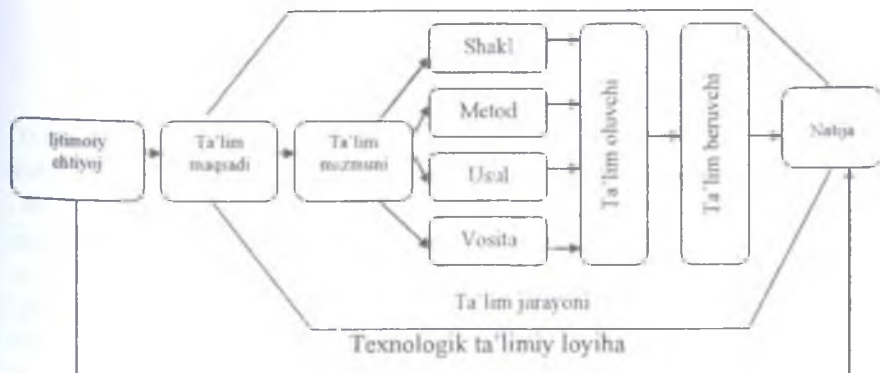 Shakl
Metod
Usul
Vosita
Ijtimoiy
ehtiyoj
Ta'lim
maqsadi
Ta'lim
mazmuni
Ta'lim oluvchi
Ta'lim beruvchi
Natija
Ta'lim jarayoni
Texnologik ta'limiy loyiha